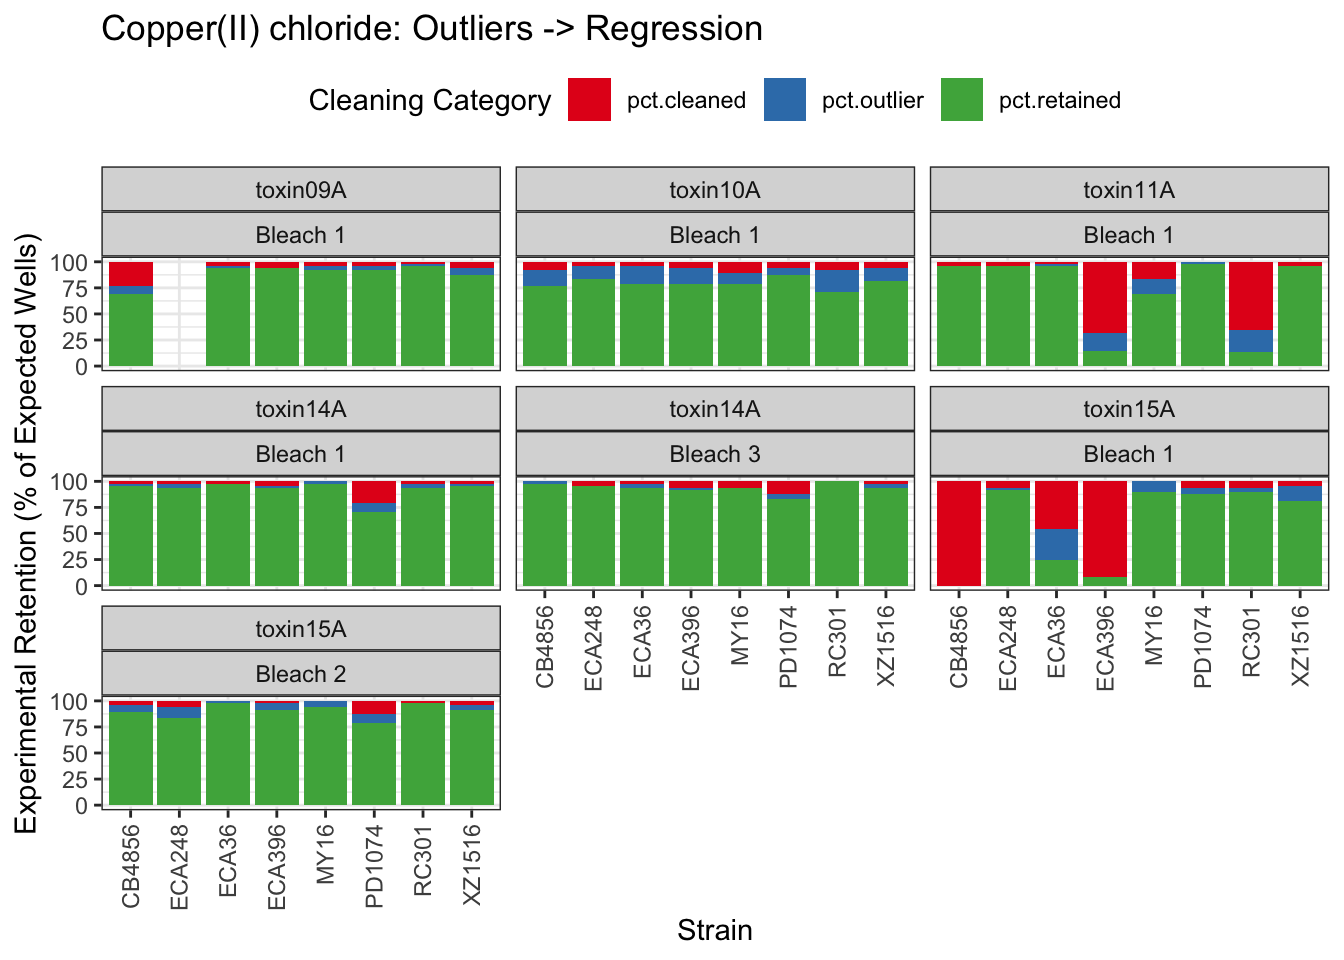 Copper(II) chloride: Outliers -> Regression
Cleaning Category pct.cleaned pct.outlier pct.retained
Experimental Retention (% of Expected Wells)
toxin09A toxin10A toxin11A
Bleach 1 Bleach 1 Bleach 1
100
75
50
25
0
toxin14A toxin14A toxin15A
Bleach 1 Bleach 3 Bleach 1
100
75
50
25
0
CB4856 ECA248 ECA36 ECA396 MY16 PD1074 RC301 XZ1516 CB4856 ECA248 ECA36 ECA396 MY16 PD1074 RC301 XZ1516
toxin15A
Bleach 2
100
75
50
25
0
CB4856 ECA248 ECA36 ECA396 MY16 PD1074 RC301 XZ1516
Strain